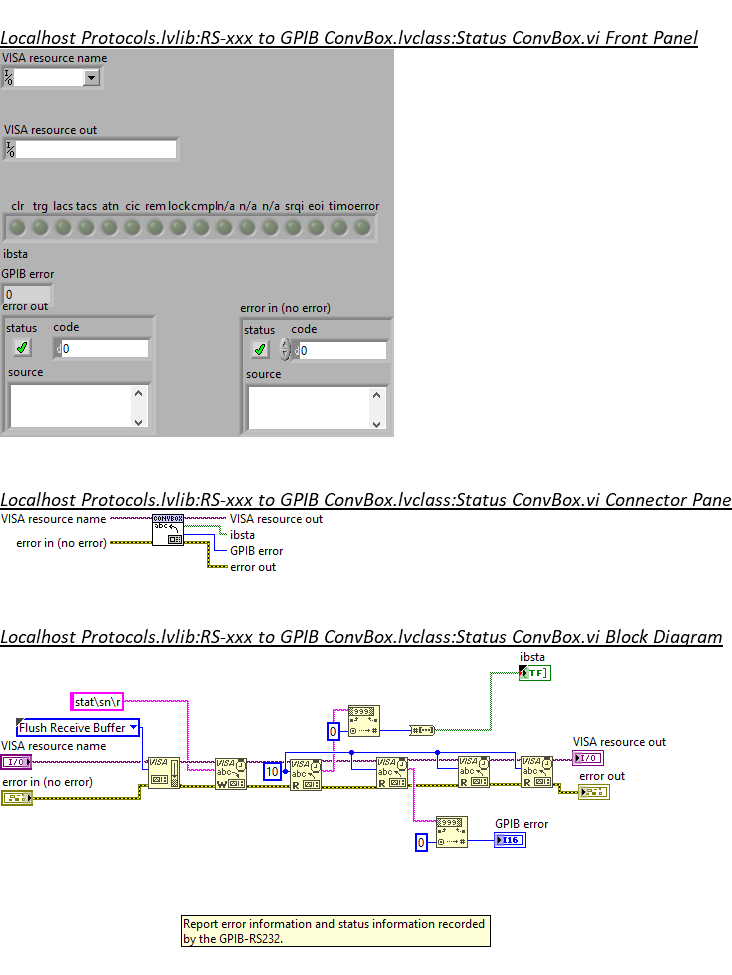 Localhost Protocols.lvlib:RS-xxx to GPIB ConvBox.lvclass:Status ConvBox.vi Front Panel
VISA resource name
I/O
VISA resource out
I/O
clr trg lacs tacs atn cic rem lock cmpl n/a n/a n/a srqi eoi timo error
ibsta
GPIB error
0
error out
status code
0
source
error in (no error)
status code
0
source
Localhost Protocols.lvlib:RS-xxx to GPIB ConvBox.lvclass:Status ConvBox.vi Connector Pane
VISA resource name
error in (no error)
CONVBOX
abc
VISA resource out
ibsta
GPIB error
error out
Localhost Protocols.lvlib:RS-xxx to GPIB ConvBox.lvclass:Status ConvBox.vi Block Diagram
ibsta
TF
stat\sn\r
999
0
#[...]
Flush Receive Buffer
VISA resource name
I/O
error in (no error)
VISA
VISA
abc
W
10
VISA
abc
R
VISA
abc
R
VISA
abc
R
VISA
abc
R
VISA resource out
I/O
error out
999
0
GPIB error
I16
Report error information and status information recorded
by the GPIB-RS232.